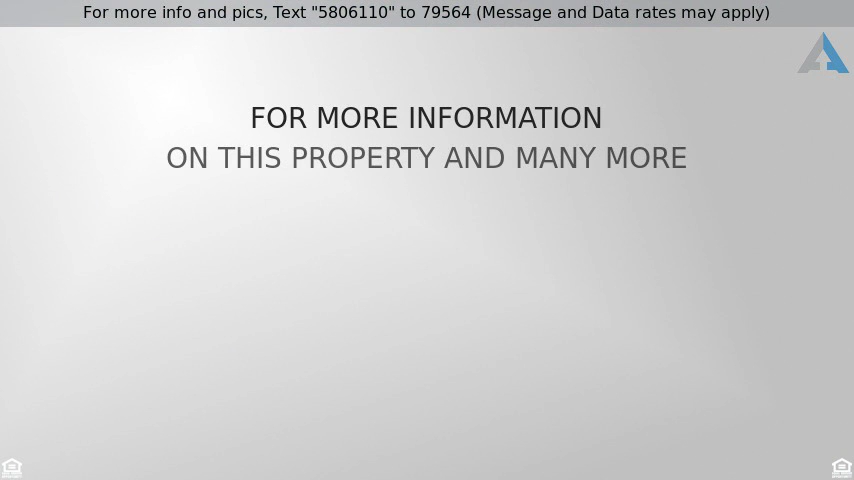 For more info and pics, Text "5806110" to 79564 (Message and Data rates may apply)
FOR MORE INFORMATION
ON THIS PROPERTY AND MANY MORE